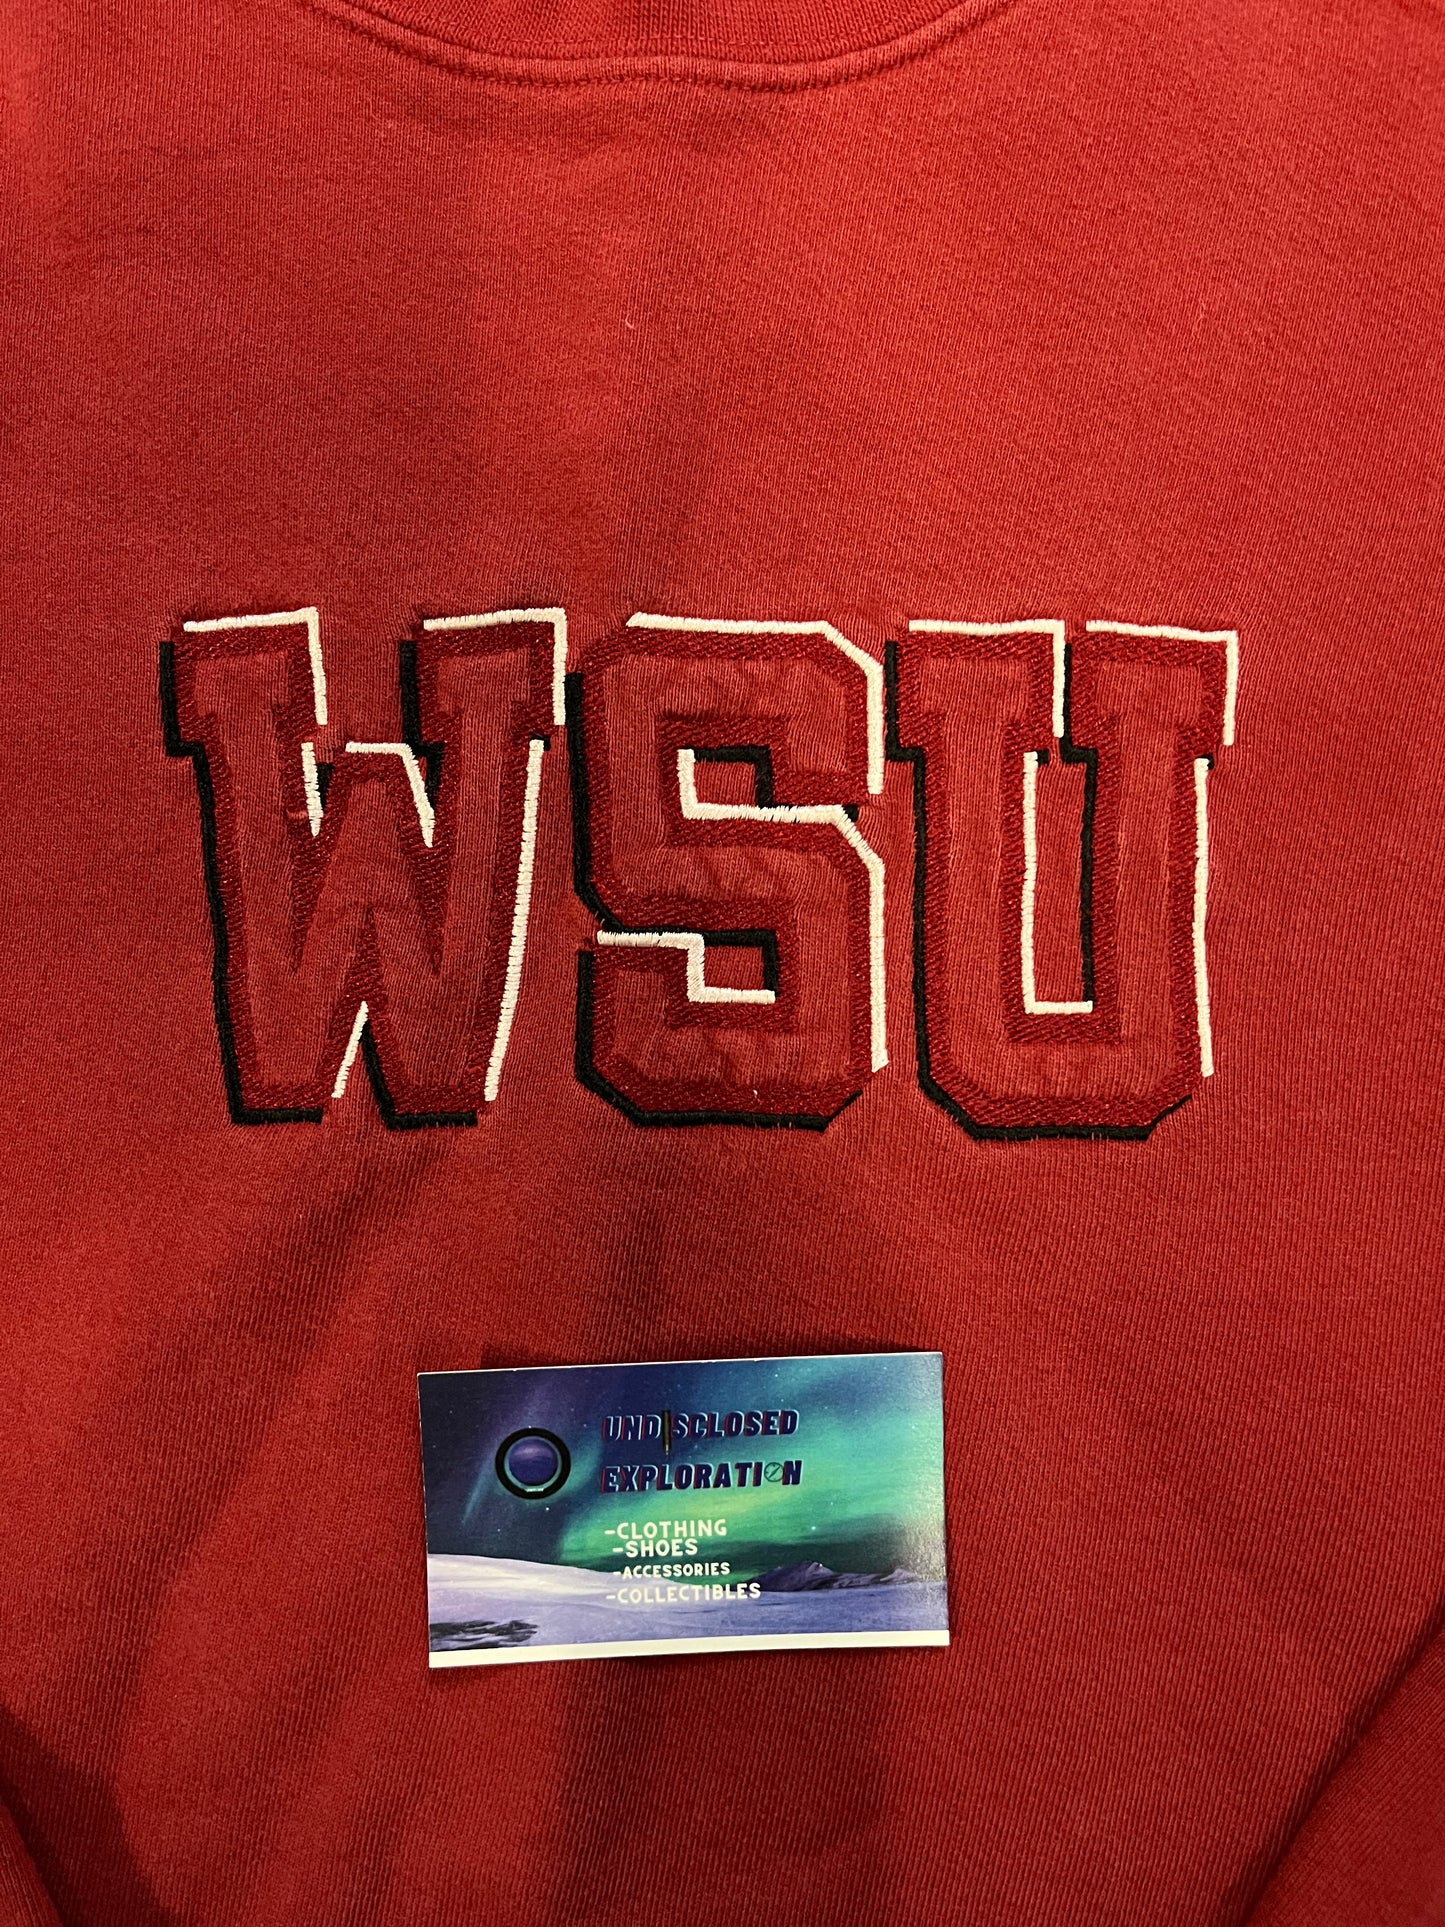 WSU
UNDISCLOSED
EXPLORATION
-CLOTHING
-SHOES
-ACCESSORIES
-COLLECTIBLES